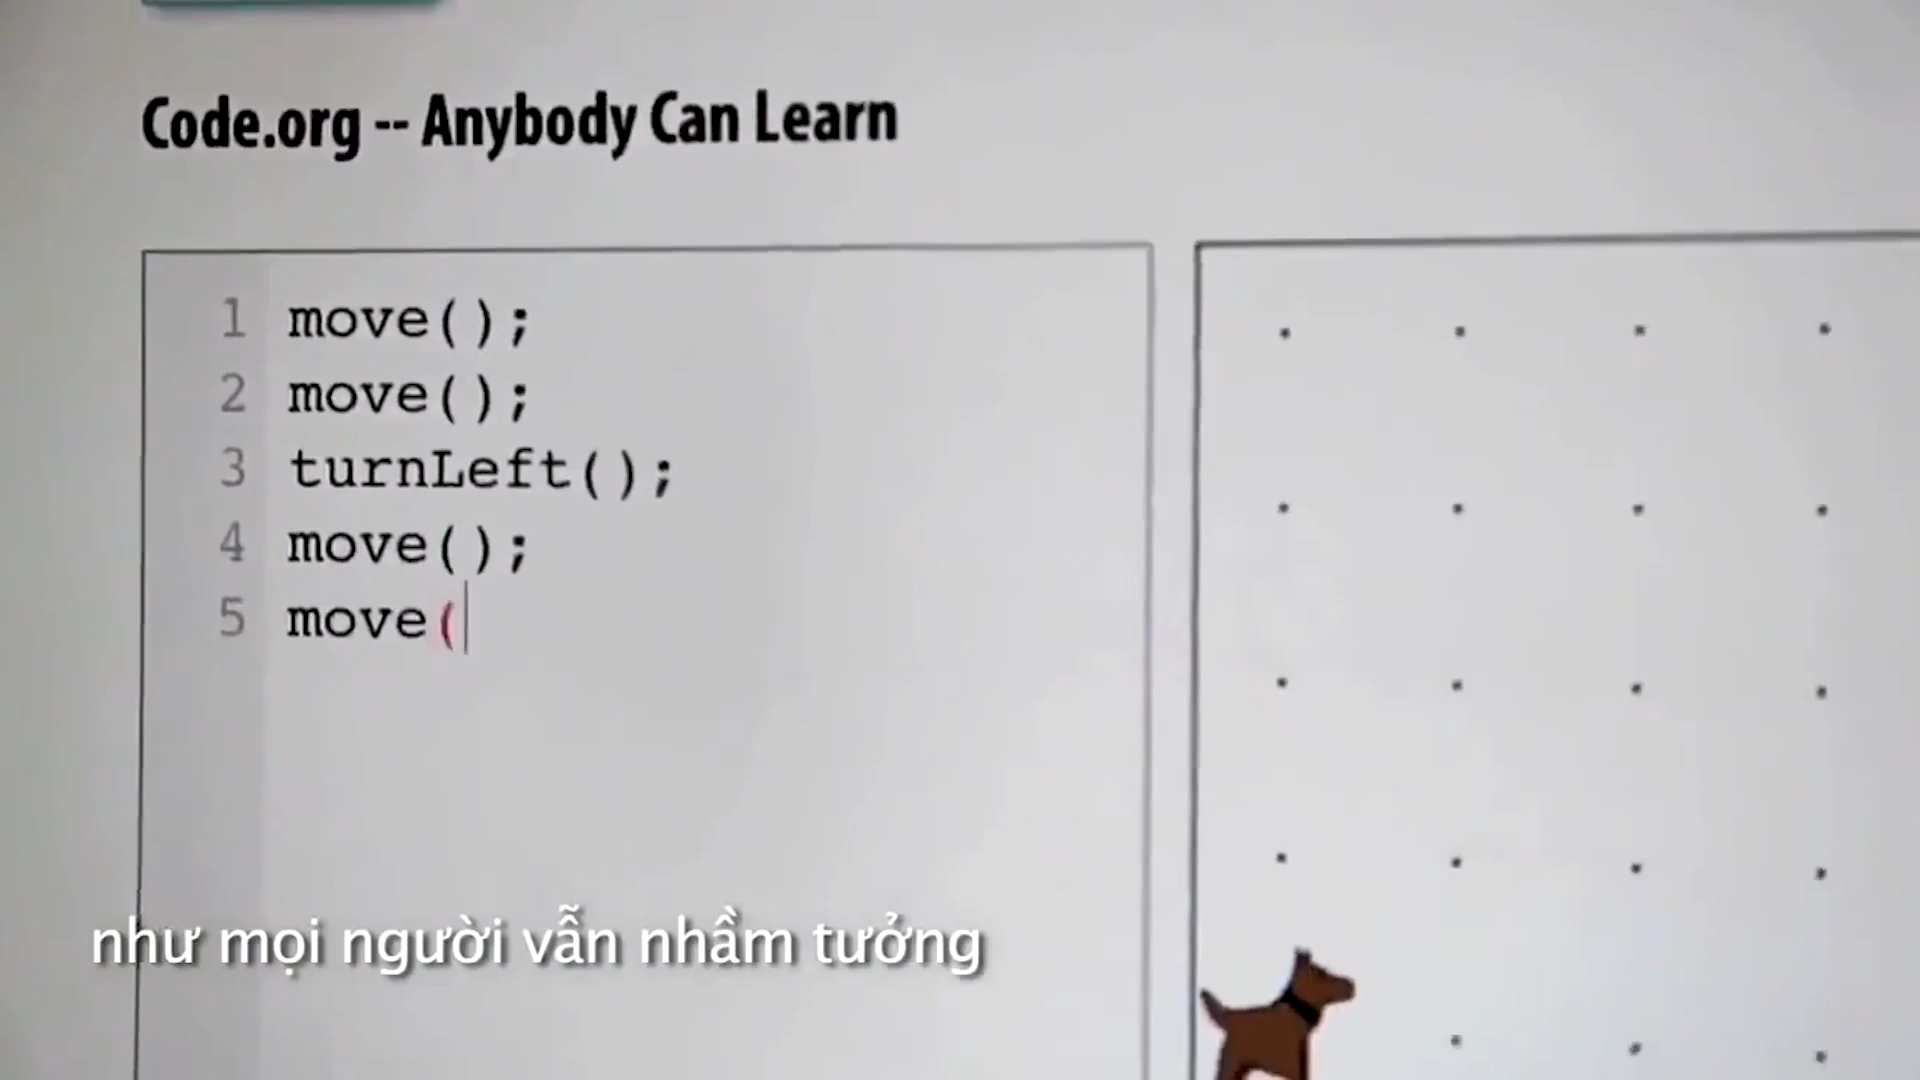 Code.org -- Anybody Can Learn
1 move();
2 move();
3 turnLeft();
4 move();
5 move(
như mọi người vẫn nhầm tưởng